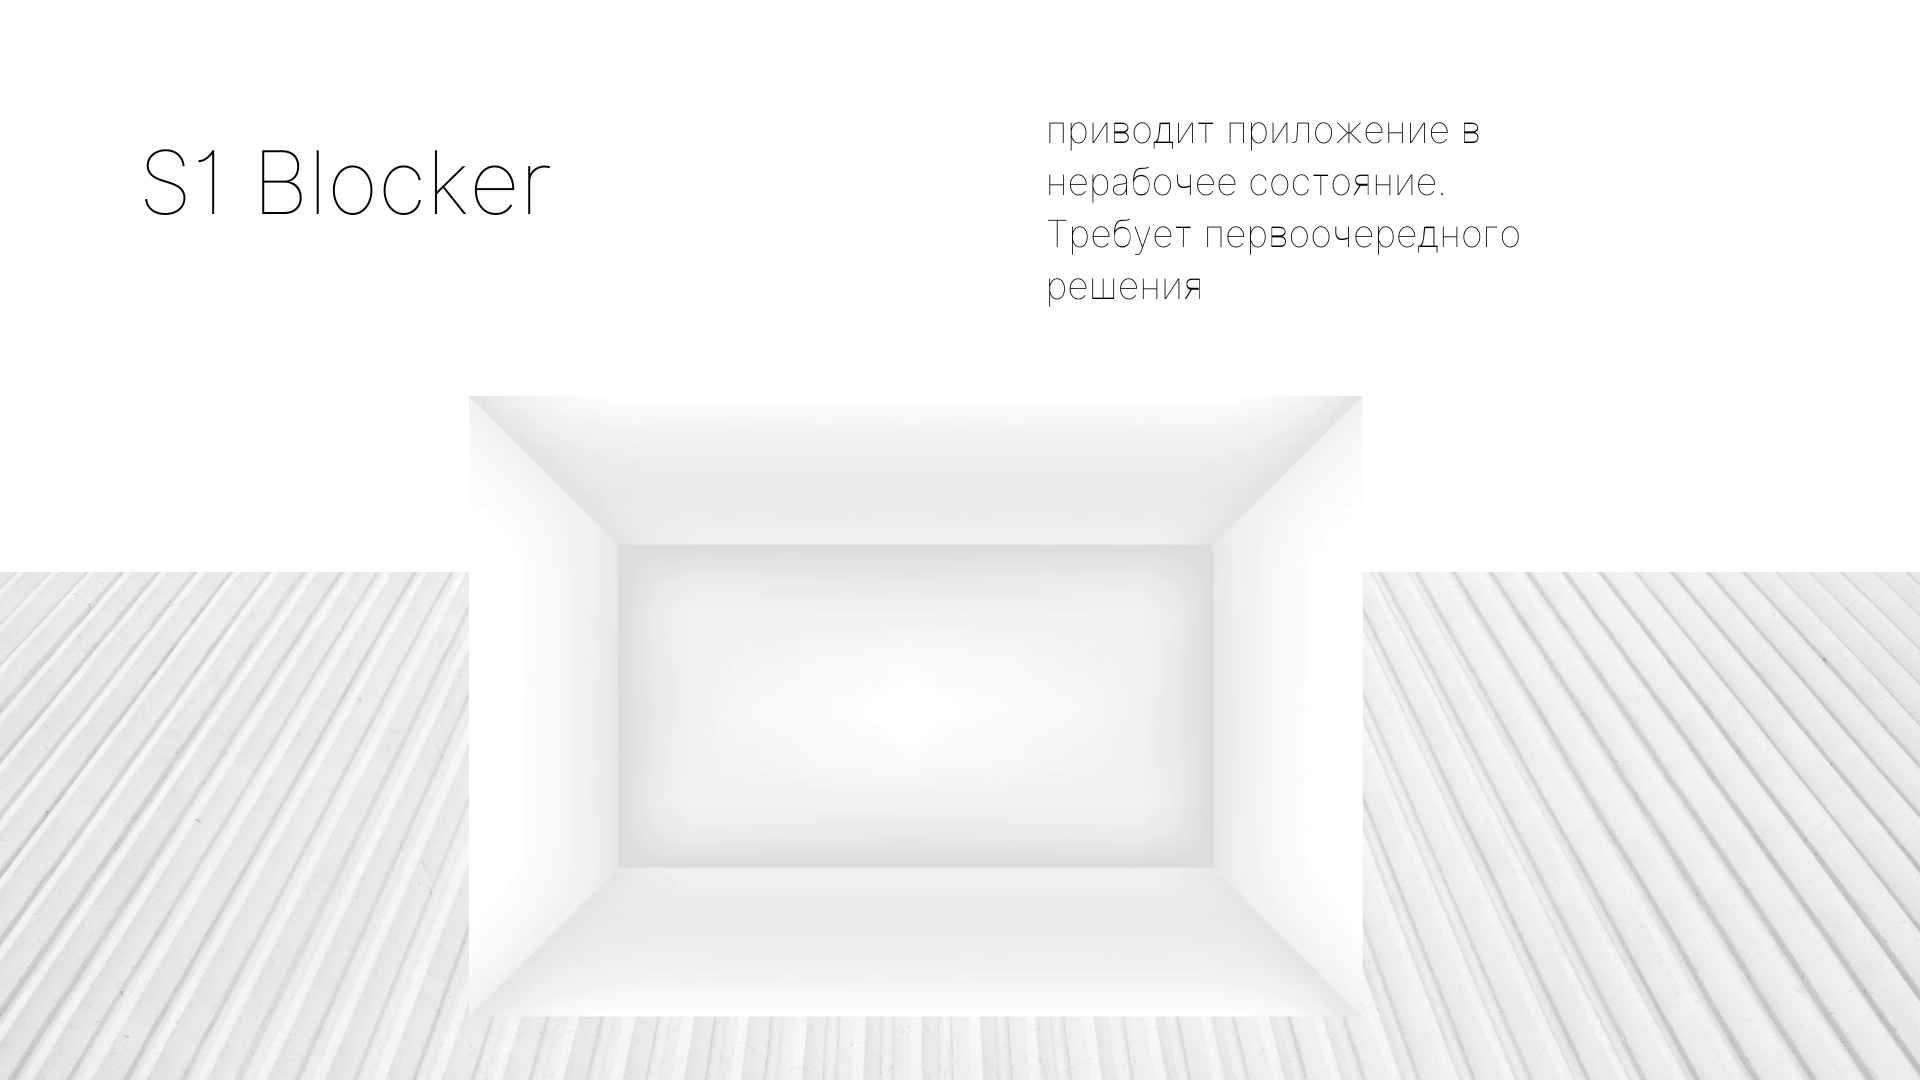 S1 Blocker
приводит приложение в
нерабочее состояние.
Требует первоочередного
решения